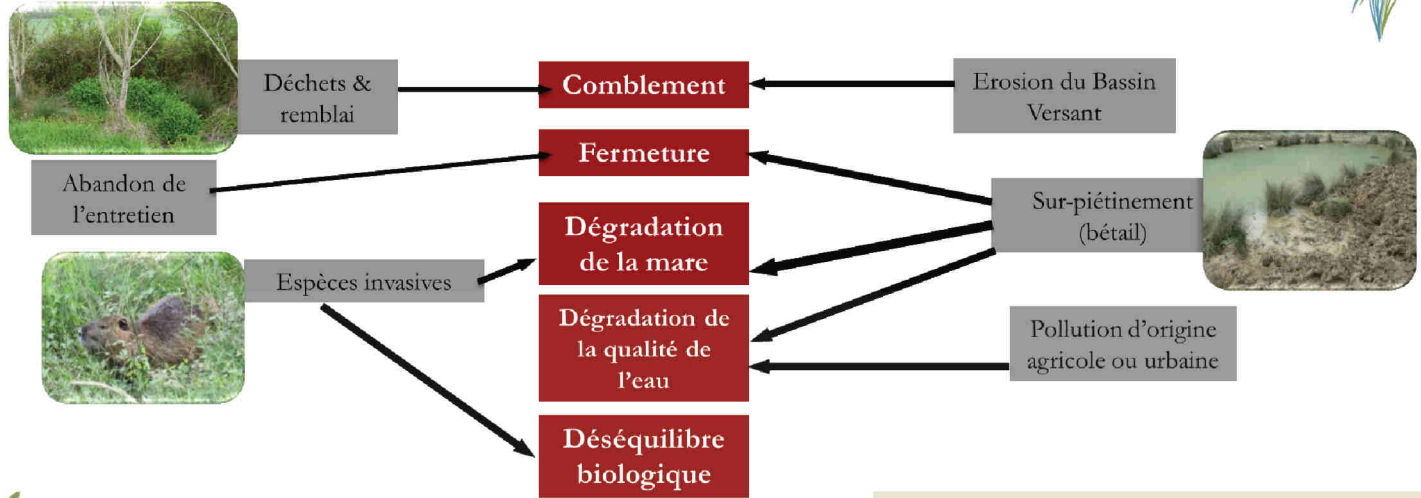 Déchets &
remblai
Comblement
Erosion du Bassin
Versant
Abandon de
l'entretien
Fermeture
Sur-piétinement
(bétail)
Dégradation
de la mare
Espèces invasives
Dégradation de
la qualité de
l'eau
Pollution d'origine
agricole ou urbaine
Déséquilibre
biologique